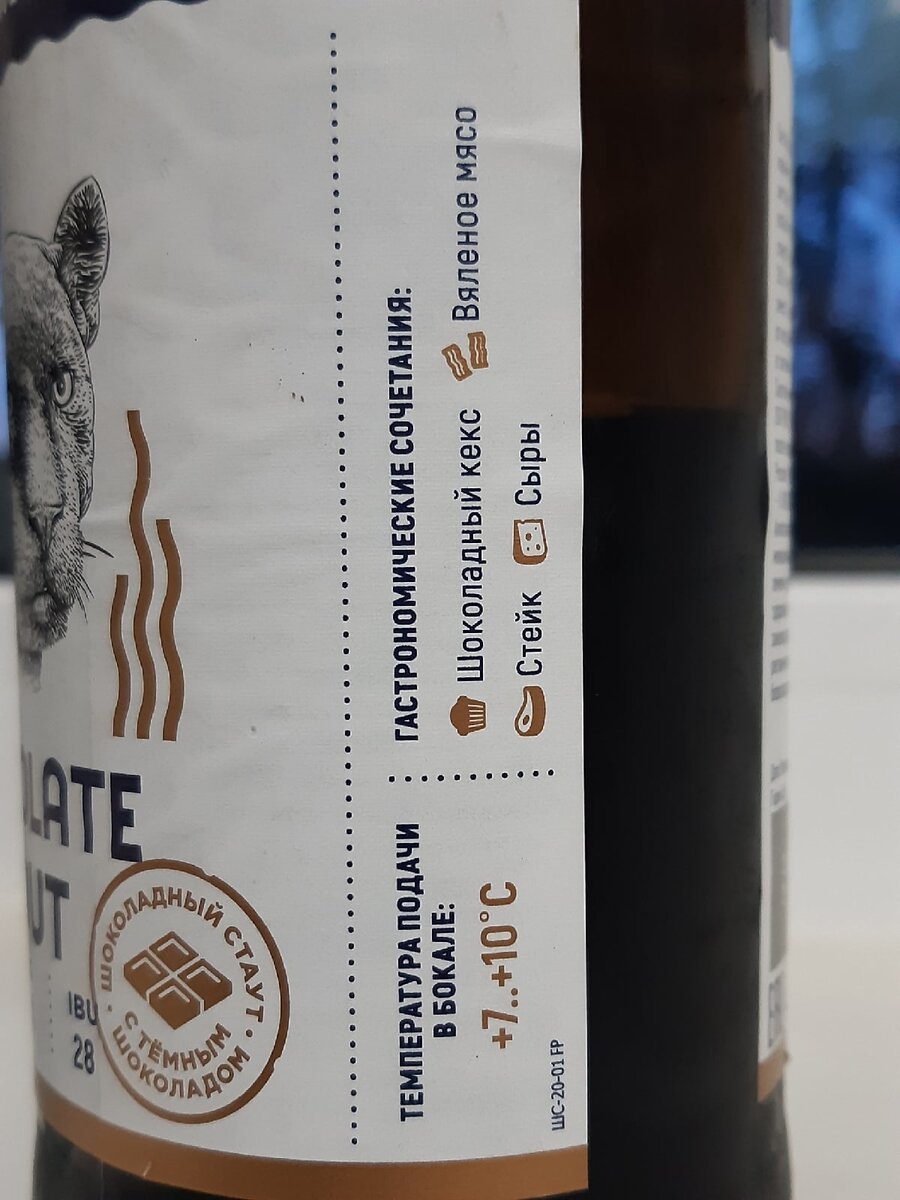 LATE
UT
IBU
28
ШОКОЛАДНЫЙ СТАУТ
С ТЁМНЫМ
ШОКОЛАДОМ
ТЕМПЕРАТУРА ПОДАЧИ
В БОКАЛЕ:
+7..+10°C
ГАСТРОНОМИЧЕСКИЕ СОЧЕТАНИЯ:
Шоколадный кекс Вяленое мясо
Стейк Сыры
ШС-20-01 FP